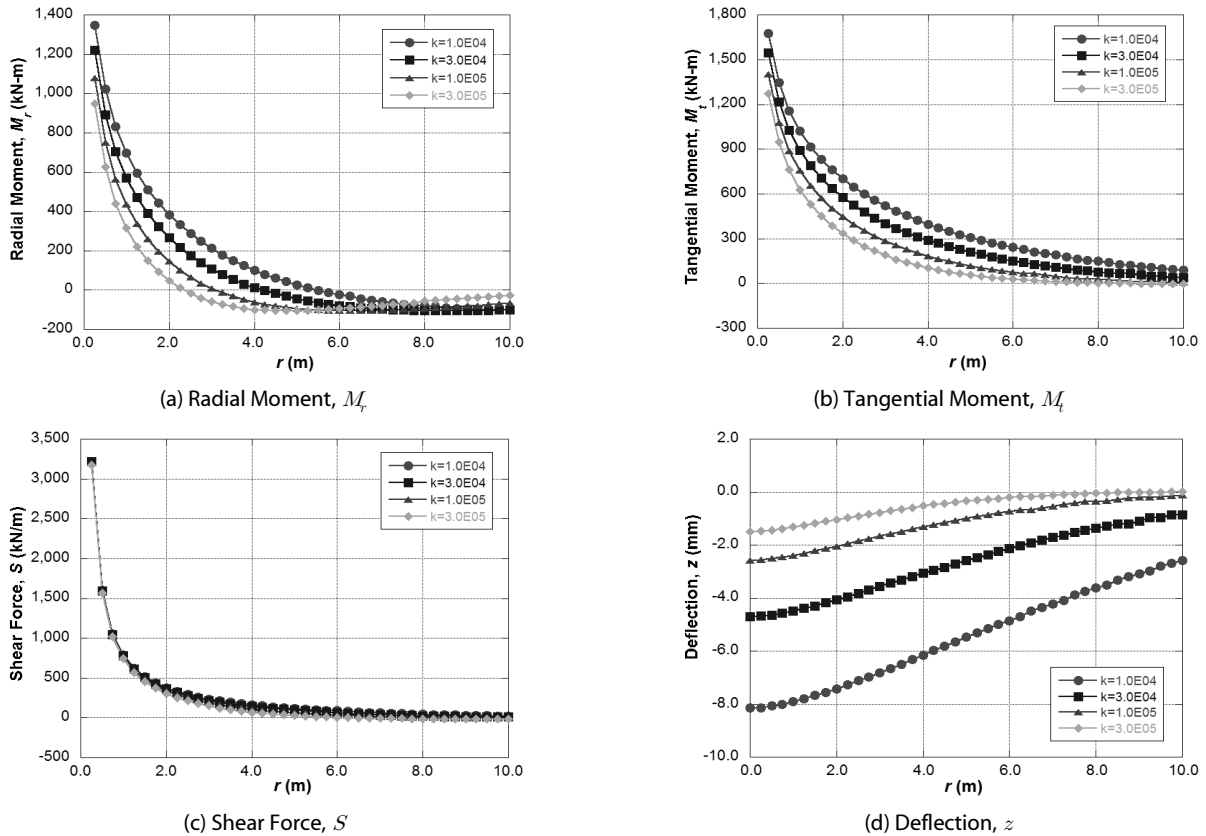 1,400
1,200
1,000
800
600
400
200
0
-200
Radial Moment, Mr (kN-m)
k=1.0E04
k=3.0E04
k=1.0E05
k=3.0E05
0.0 2.0 4.0 6.0 8.0 10.0
r (m)
(a) Radial Moment, Mr
1,800
1,500
1,200
900
600
300
0
-300
Tangential Moment, Mt (kN-m)
k=1.0E04
k=3.0E04
k=1.0E05
k=3.0E05
0.0 2.0 4.0 6.0 8.0 10.0
r (m)
(b) Tangential Moment, Mt
3,500
3,000
2,500
2,000
1,500
1,000
500
0
-500
Shear Force, S (kN/m)
k=1.0E04
k=3.0E04
k=1.0E05
k=3.0E05
0.0 2.0 4.0 6.0 8.0 10.0
r (m)
(c) Shear Force, S
2.0
0.0
-2.0
-4.0
-6.0
-8.0
-10.0
Deflection, z (mm)
k=1.0E04
k=3.0E04
k=1.0E05
k=3.0E05
0.0 2.0 4.0 6.0 8.0 10.0
r (m)
(d) Deflection, z